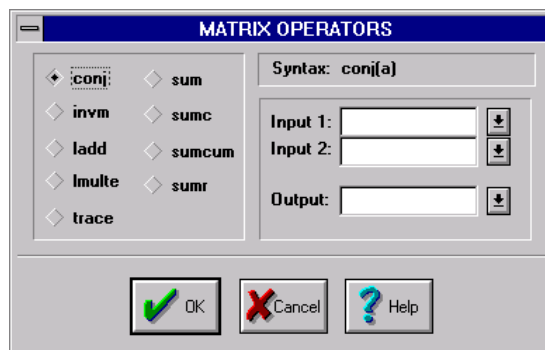 MATRIX OPERATORS
conj
invm
ladd
lmulte
trace
sum
sumc
sumcum
sumr
Syntax: conj(a)
Input 1:
Input 2:
Output:
OK
Cancel
Help